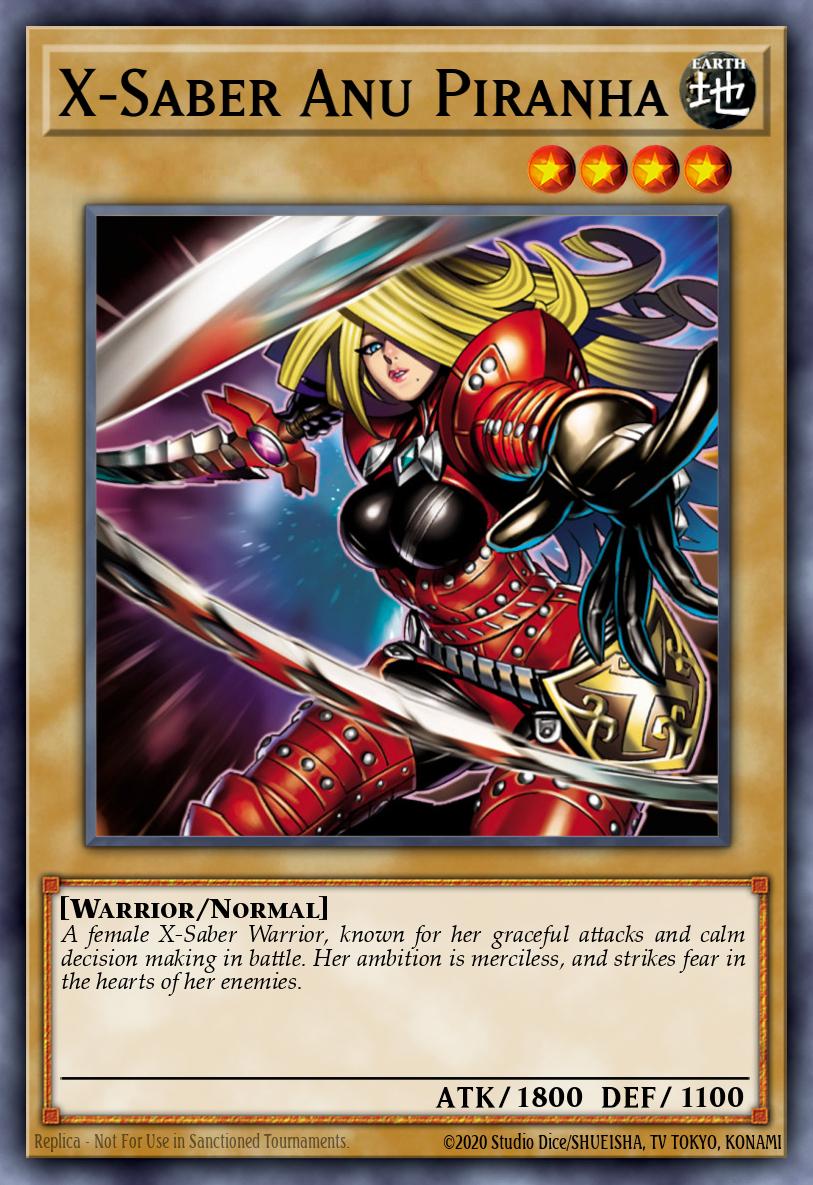 X-Saber Anu Piranha
EARTH
地
[Warrior/Normal]
A female X-Saber Warrior, known for her graceful attacks and calm
decision making in battle. Her ambition is merciless, and strikes fear in
the hearts of her enemies.
ATK/1800 DEF/1100
Replica - Not For Use in Sanctioned Tournaments.
©2020 Studio Dice/SHUEISHA, TV TOKYO, KONAMI